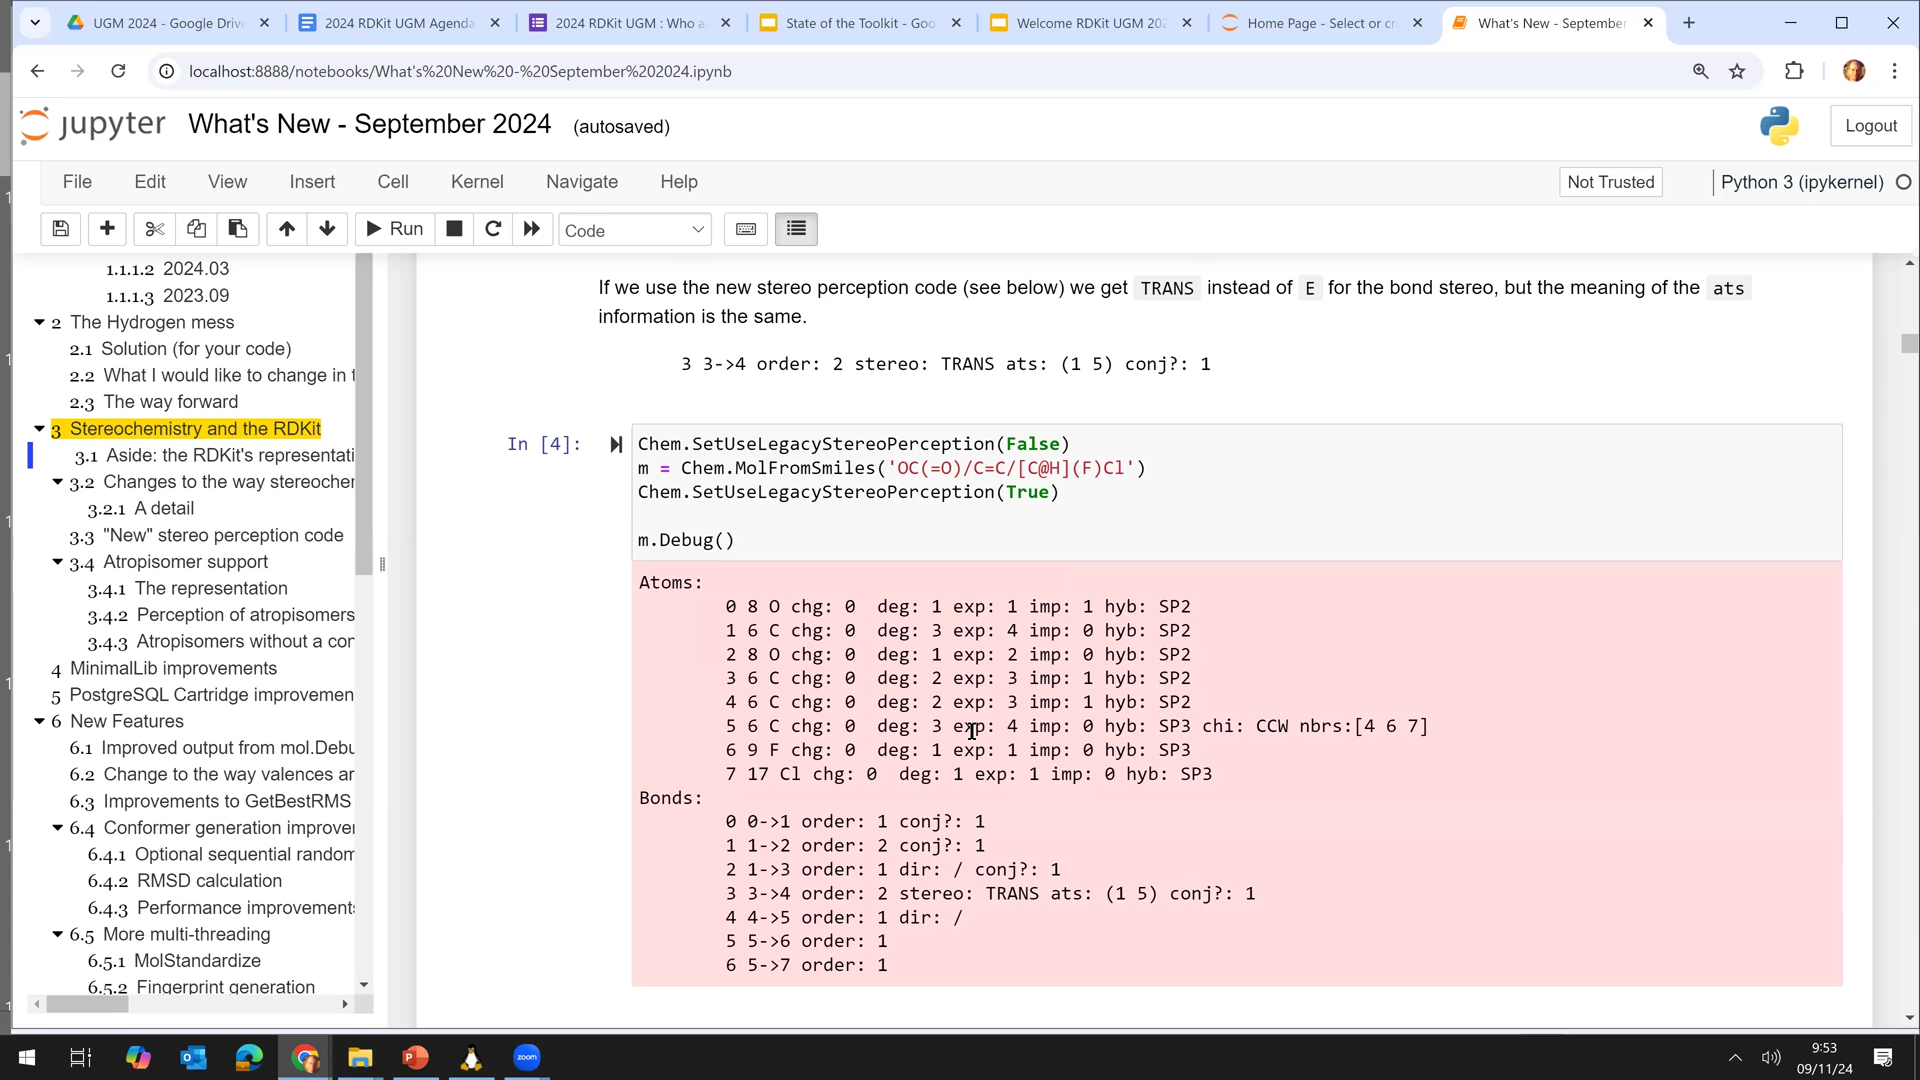 UGM 2024 - Google Drive
2024 RDKit UGM Agenda
2024 RDKit UGM : Who a
State of the Toolkit - Goo
Welcome RDKit UGM 202
Home Page - Select or cr
What's New - September
localhost:8888/notebooks/What's%20New%20-%20September%202024.ipynb
jupyter What's New - September 2024 (autosaved)
Logout
File Edit View Insert Cell Kernel Navigate Help
Not Trusted
Python 3 (ipykernel)
Run
Code
1.1.1.2 2024.03
1.1.1.3 2023.09
2 The Hydrogen mess
2.1 Solution (for your code)
2.2 What I would like to change in t
2.3 The way forward
3 Stereochemistry and the RDKit
3.1 Aside: the RDKit's representati
3.2 Changes to the way stereocher
3.2.1 A detail
3.3 "New" stereo perception code
3.4 Atropisomer support
3.4.1 The representation
3.4.2 Perception of atropisomers
3.4.3 Atropisomers without a con
4 MinimalLib improvements
5 PostgreSQL Cartridge improvemen
6 New Features
6.1 Improved output from mol.Debu
6.2 Change to the way valences ar
6.3 Improvements to GetBestRMS
6.4 Conformer generation improver
6.4.1 Optional sequential random
6.4.2 RMSD calculation
6.4.3 Performance improvements
6.5 More multi-threading
6.5.1 MolStandardize
6.5.2 Fingerprint generation
If we use the new stereo perception code (see below) we get TRANS instead of E for the bond stereo, but the meaning of the ats
information is the same.
3 3->4 order: 2 stereo: TRANS ats: (1 5) conj?: 1
In [4]:
Chem.SetUseLegacyStereoPerception(False)
m = Chem.MolFromSmiles('OC(=O)/C=C/[C@H](F)Cl')
Chem.SetUseLegacyStereoPerception(True)
m.Debug()
Atoms:
0 8 O chg: 0 deg: 1 exp: 1 imp: 1 hyb: SP2
1 6 C chg: 0 deg: 3 exp: 4 imp: 0 hyb: SP2
2 8 O chg: 0 deg: 1 exp: 2 imp: 0 hyb: SP2
3 6 C chg: 0 deg: 2 exp: 3 imp: 1 hyb: SP2
4 6 C chg: 0 deg: 2 exp: 3 imp: 1 hyb: SP2
5 6 C chg: 0 deg: 3 exp: 4 imp: 0 hyb: SP3 chi: CCW nbrs:[4 6 7]
6 9 F chg: 0 deg: 1 exp: 1 imp: 0 hyb: SP3
7 17 Cl chg: 0 deg: 1 exp: 1 imp: 0 hyb: SP3
Bonds:
0 0->1 order: 1 conj?: 1
1 1->2 order: 2 conj?: 1
2 1->3 order: 1 dir: / conj?: 1
3 3->4 order: 2 stereo: TRANS ats: (1 5) conj?: 1
4 4->5 order: 1 dir: /
5 5->6 order: 1
6 5->7 order: 1
zoom
9:53
09/11/24